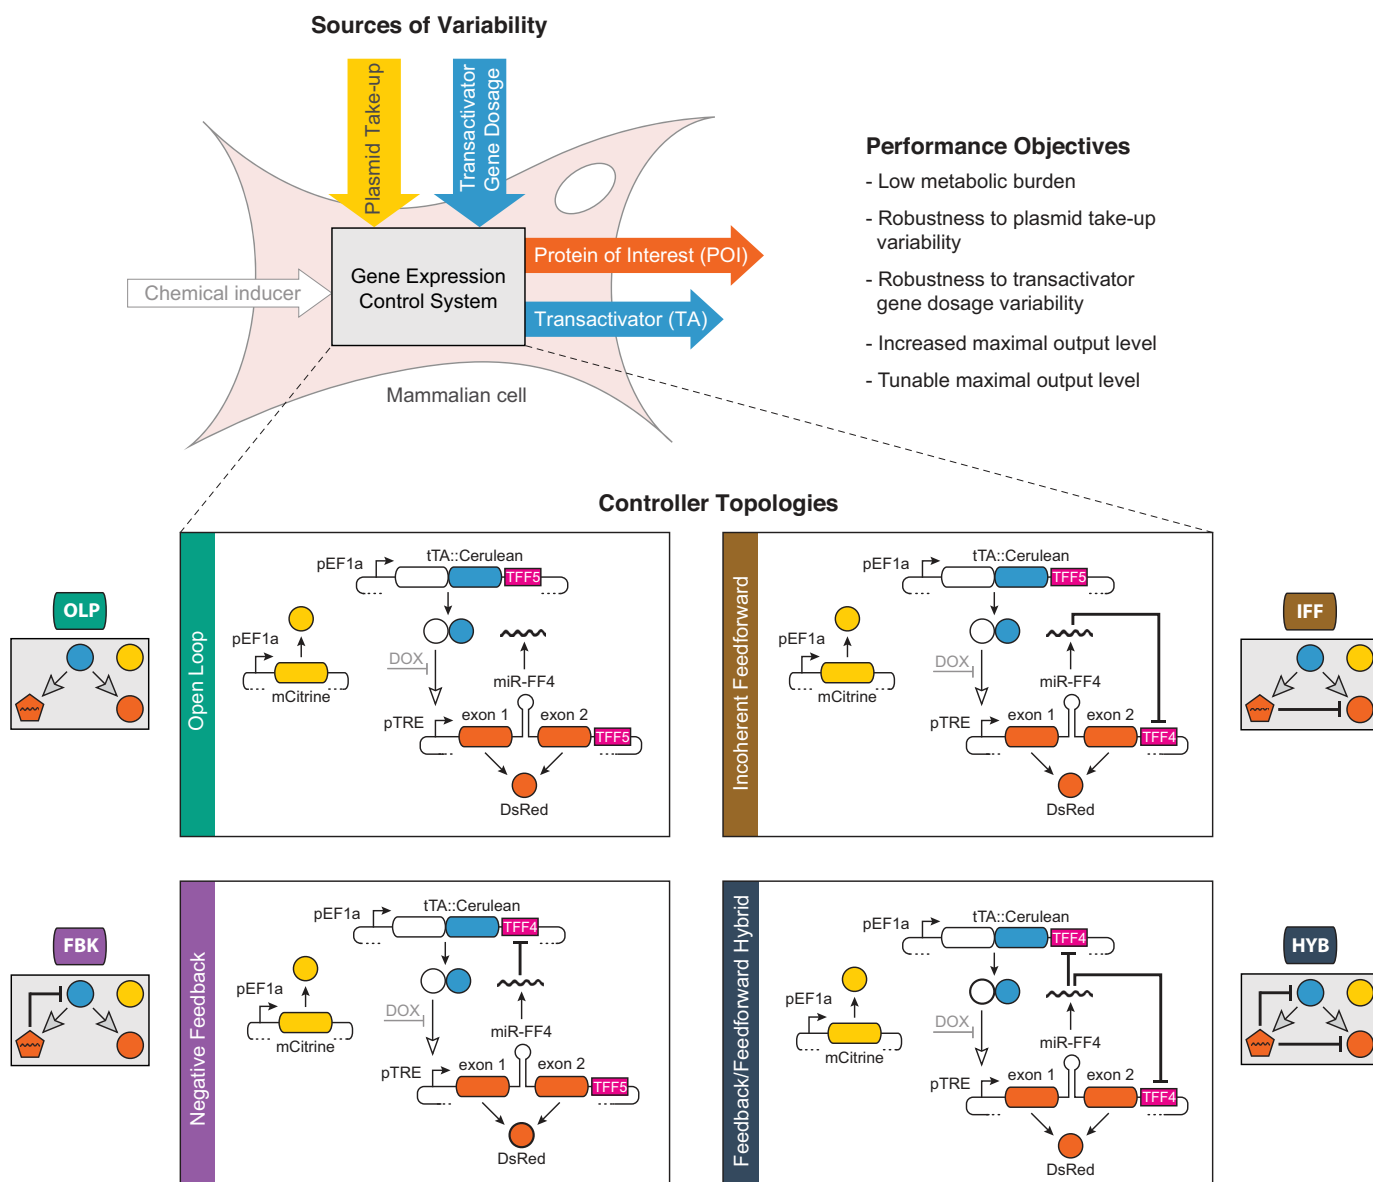 Sources of Variability
Plasmid Take-up
Transactivator
Gene Dosage
Chemical inducer
Gene Expression
Control System
Protein of Interest (POI)
Transactivator (TA)
Mammalian cell
Performance Objectives
- Low metabolic burden
- Robustness to plasmid take-up
variability
- Robustness to transactivator
gene dosage variability
- Increased maximal output level
- Tunable maximal output level
Controller Topologies
OLP
Open Loop
tTA::Cerulean
pEF1a
TFF5
pEF1a
mCitrine
DOX
miR-FF4
pTRE
exon 1
exon 2
TFF5
DsRed
Incoherent Feedforward
tTA::Cerulean
pEF1a
TFF5
pEF1a
mCitrine
DOX
miR-FF4
pTRE
exon 1
exon 2
TFF4
DsRed
IFF
FBK
Negative Feedback
tTA::Cerulean
pEF1a
TFF4
pEF1a
mCitrine
DOX
miR-FF4
pTRE
exon 1
exon 2
TFF5
DsRed
Feedback/Feedforward Hybrid
tTA::Cerulean
pEF1a
TFF4
pEF1a
mCitrine
DOX
miR-FF4
pTRE
exon 1
exon 2
TFF4
DsRed
HYB